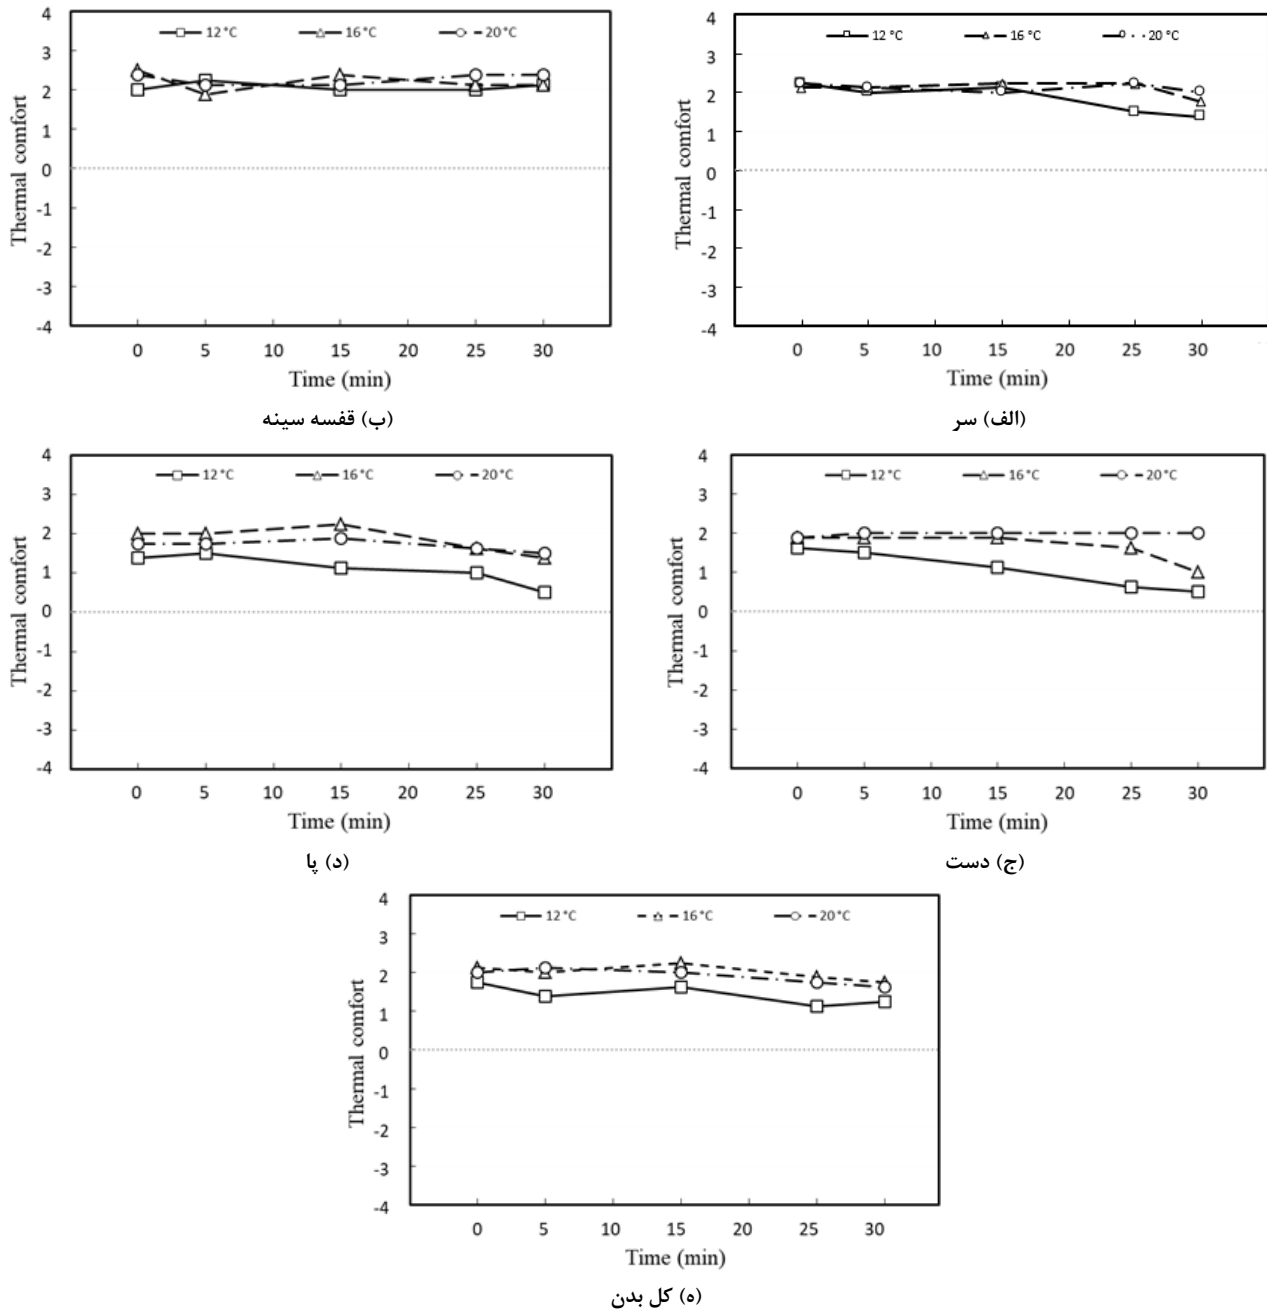 12 °C 16 °C 20 °C
4
3
2
1
0
-1
-2
-3
-4
Thermal comfort
0 5 10 15 20 25 30
Time (min)
(الف) سر
12 °C 16 °C 20 °C
4
3
2
1
0
-1
-2
-3
-4
Thermal comfort
0 5 10 15 20 25 30
Time (min)
(ب) قفسه سینه
12 °C 16 °C 20 °C
4
3
2
1
0
-1
-2
-3
-4
Thermal comfort
0 5 10 15 20 25 30
Time (min)
(ج) دست
12 °C 16 °C 20 °C
4
3
2
1
0
-1
-2
-3
-4
Thermal comfort
0 5 10 15 20 25 30
Time (min)
(د) پا
12 °C 16 °C 20 °C
4
3
2
1
0
-1
-2
-3
-4
Thermal comfort
0 5 10 15 20 25 30
Time (min)
(ه) کل بدن